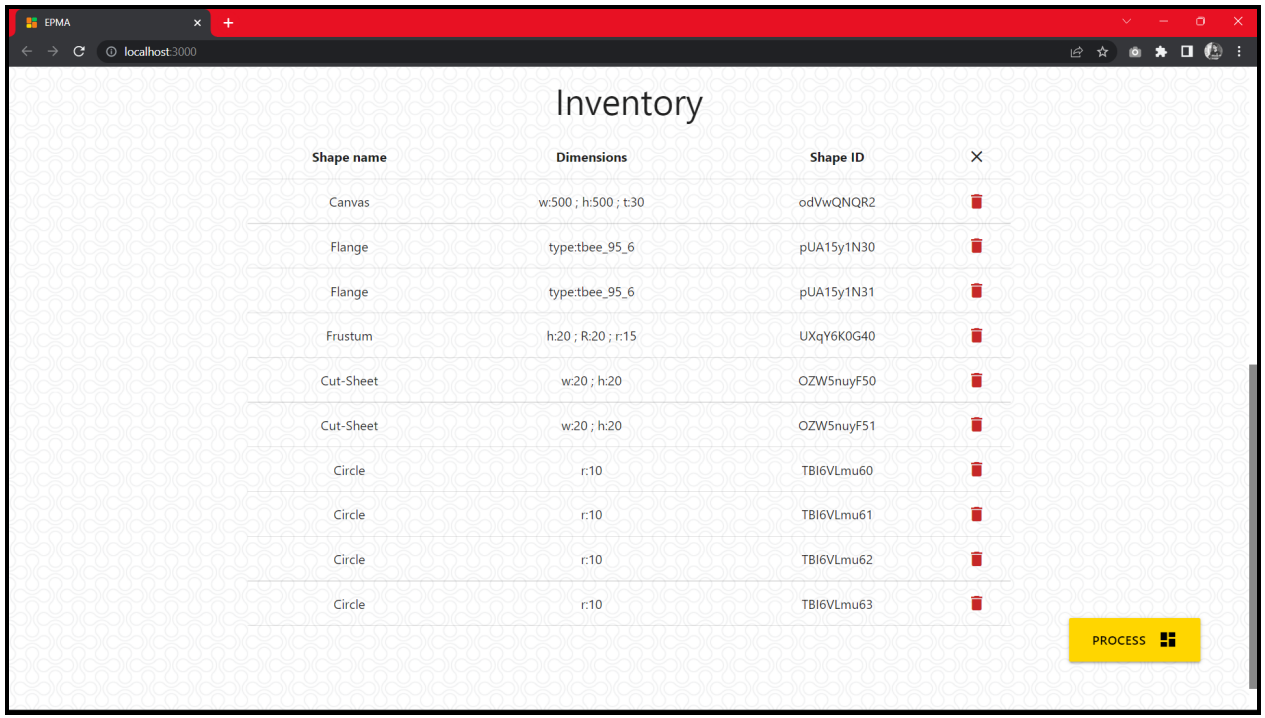 EPMA
localhost:3000
Inventory
Shape name Dimensions Shape ID
Canvas w:500 ; h:500 ; t:30 odVwQNQR2
Flange type:tbee_95_6 pUA15y1N30
Flange type:tbee_95_6 pUA15y1N31
Frustum h:20 ; R:20 ; r:15 UXqY6K0G40
Cut-Sheet w:20 ; h:20 OZW5nuyF50
Cut-Sheet w:20 ; h:20 OZW5nuyF51
Circle r:10 TBI6VLmu60
Circle r:10 TBI6VLmu61
Circle r:10 TBI6VLmu62
Circle r:10 TBI6VLmu63
PROCESS